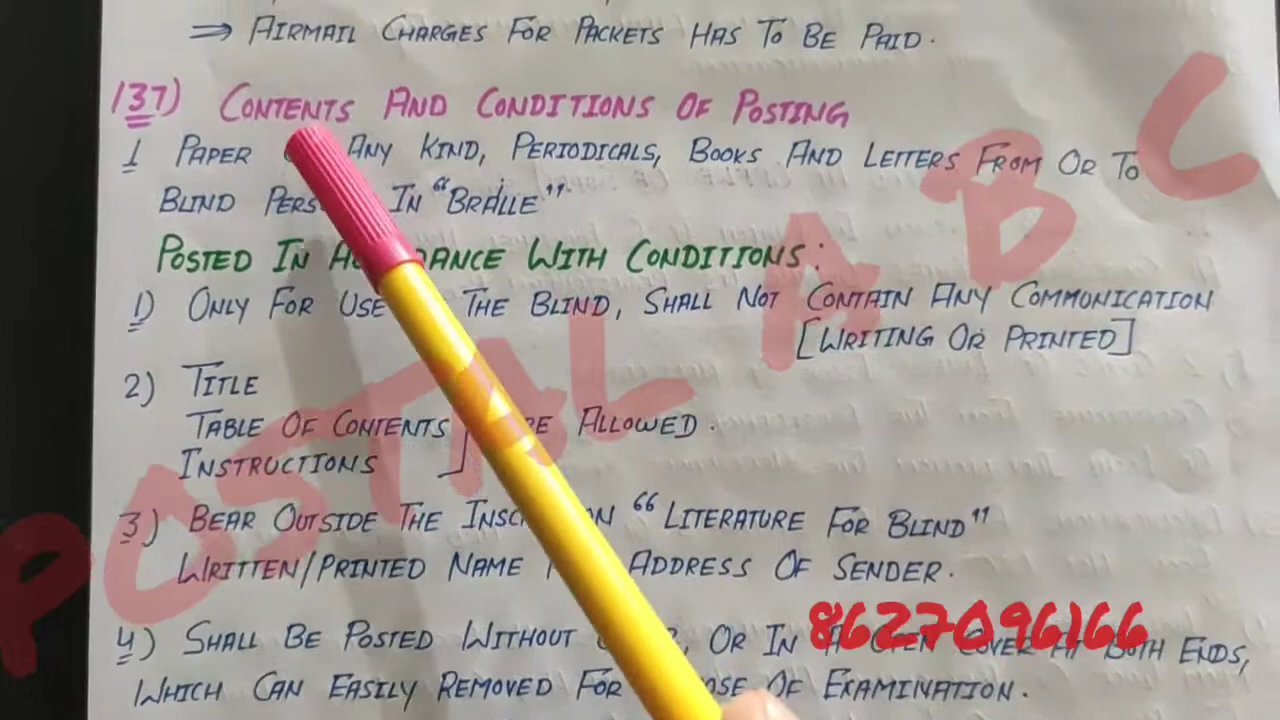 ⇒ AIRMAIL CHARGES FOR PACKETS HAS TO BE PAID.
137) CONTENTS AND CONDITIONS OF POSTING
1 PAPER ANY KIND, PERIODICALS, BOOKS AND LETTERS FROM OR TO
BLIND IN "BRAILLE".
POSTED IN WITH CONDITIONS:
1) ONLY FOR USE THE BLIND, SHALL NOT CONTAIN ANY COMMUNICATION
[WRITING OR PRINTED]
2) TITLE
TABLE OF CONTENTS ALLOWED.
INSTRUCTIONS
3) BEAR OUTSIDE THE "LITERATURE FOR BLIND"
WRITTEN/PRINTED NAME ADDRESS OF SENDER.
8627096166
4) SHALL BE POSTED WITHOUT OR IN A OPEN COVER AT BOTH ENDS,
WHICH CAN EASILY REMOVED FOR OF EXAMINATION.
POSTAL A B C